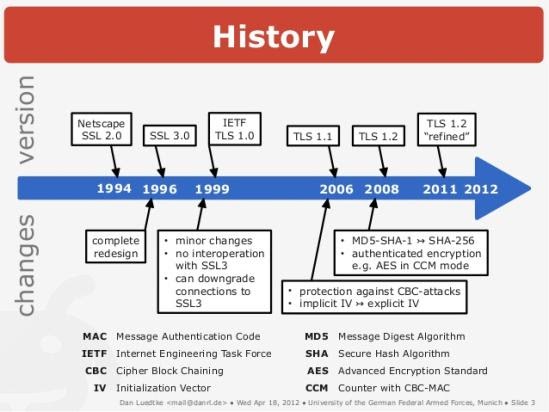 History
version
changes
Netscape
SSL 2.0
SSL 3.0
IETF
TLS 1.0
TLS 1.1
TLS 1.2
TLS 1.2
“refined”
1994 1996 1999 2006 2008 2011 2012
complete
redesign
• minor changes
• no interoperation
with SSL3
• can downgrade
connections to
SSL3
• MD5-SHA-1 ↣ SHA-256
• authenticated encryption
e.g. AES in CCM mode
• protection against CBC-attacks
• implicit IV ↣ explicit IV
MAC Message Authentication Code
IETF Internet Engineering Task Force
CBC Cipher Block Chaining
IV Initialization Vector
MD5 Message Digest Algorithm
SHA Secure Hash Algorithm
AES Advanced Encryption Standard
CCM Counter with CBC-MAC
Dan Luedtke <mail@danrl.de> • Wed Apr 18, 2012 • University of the German Federal Armed Forces, Munich • Slide 3